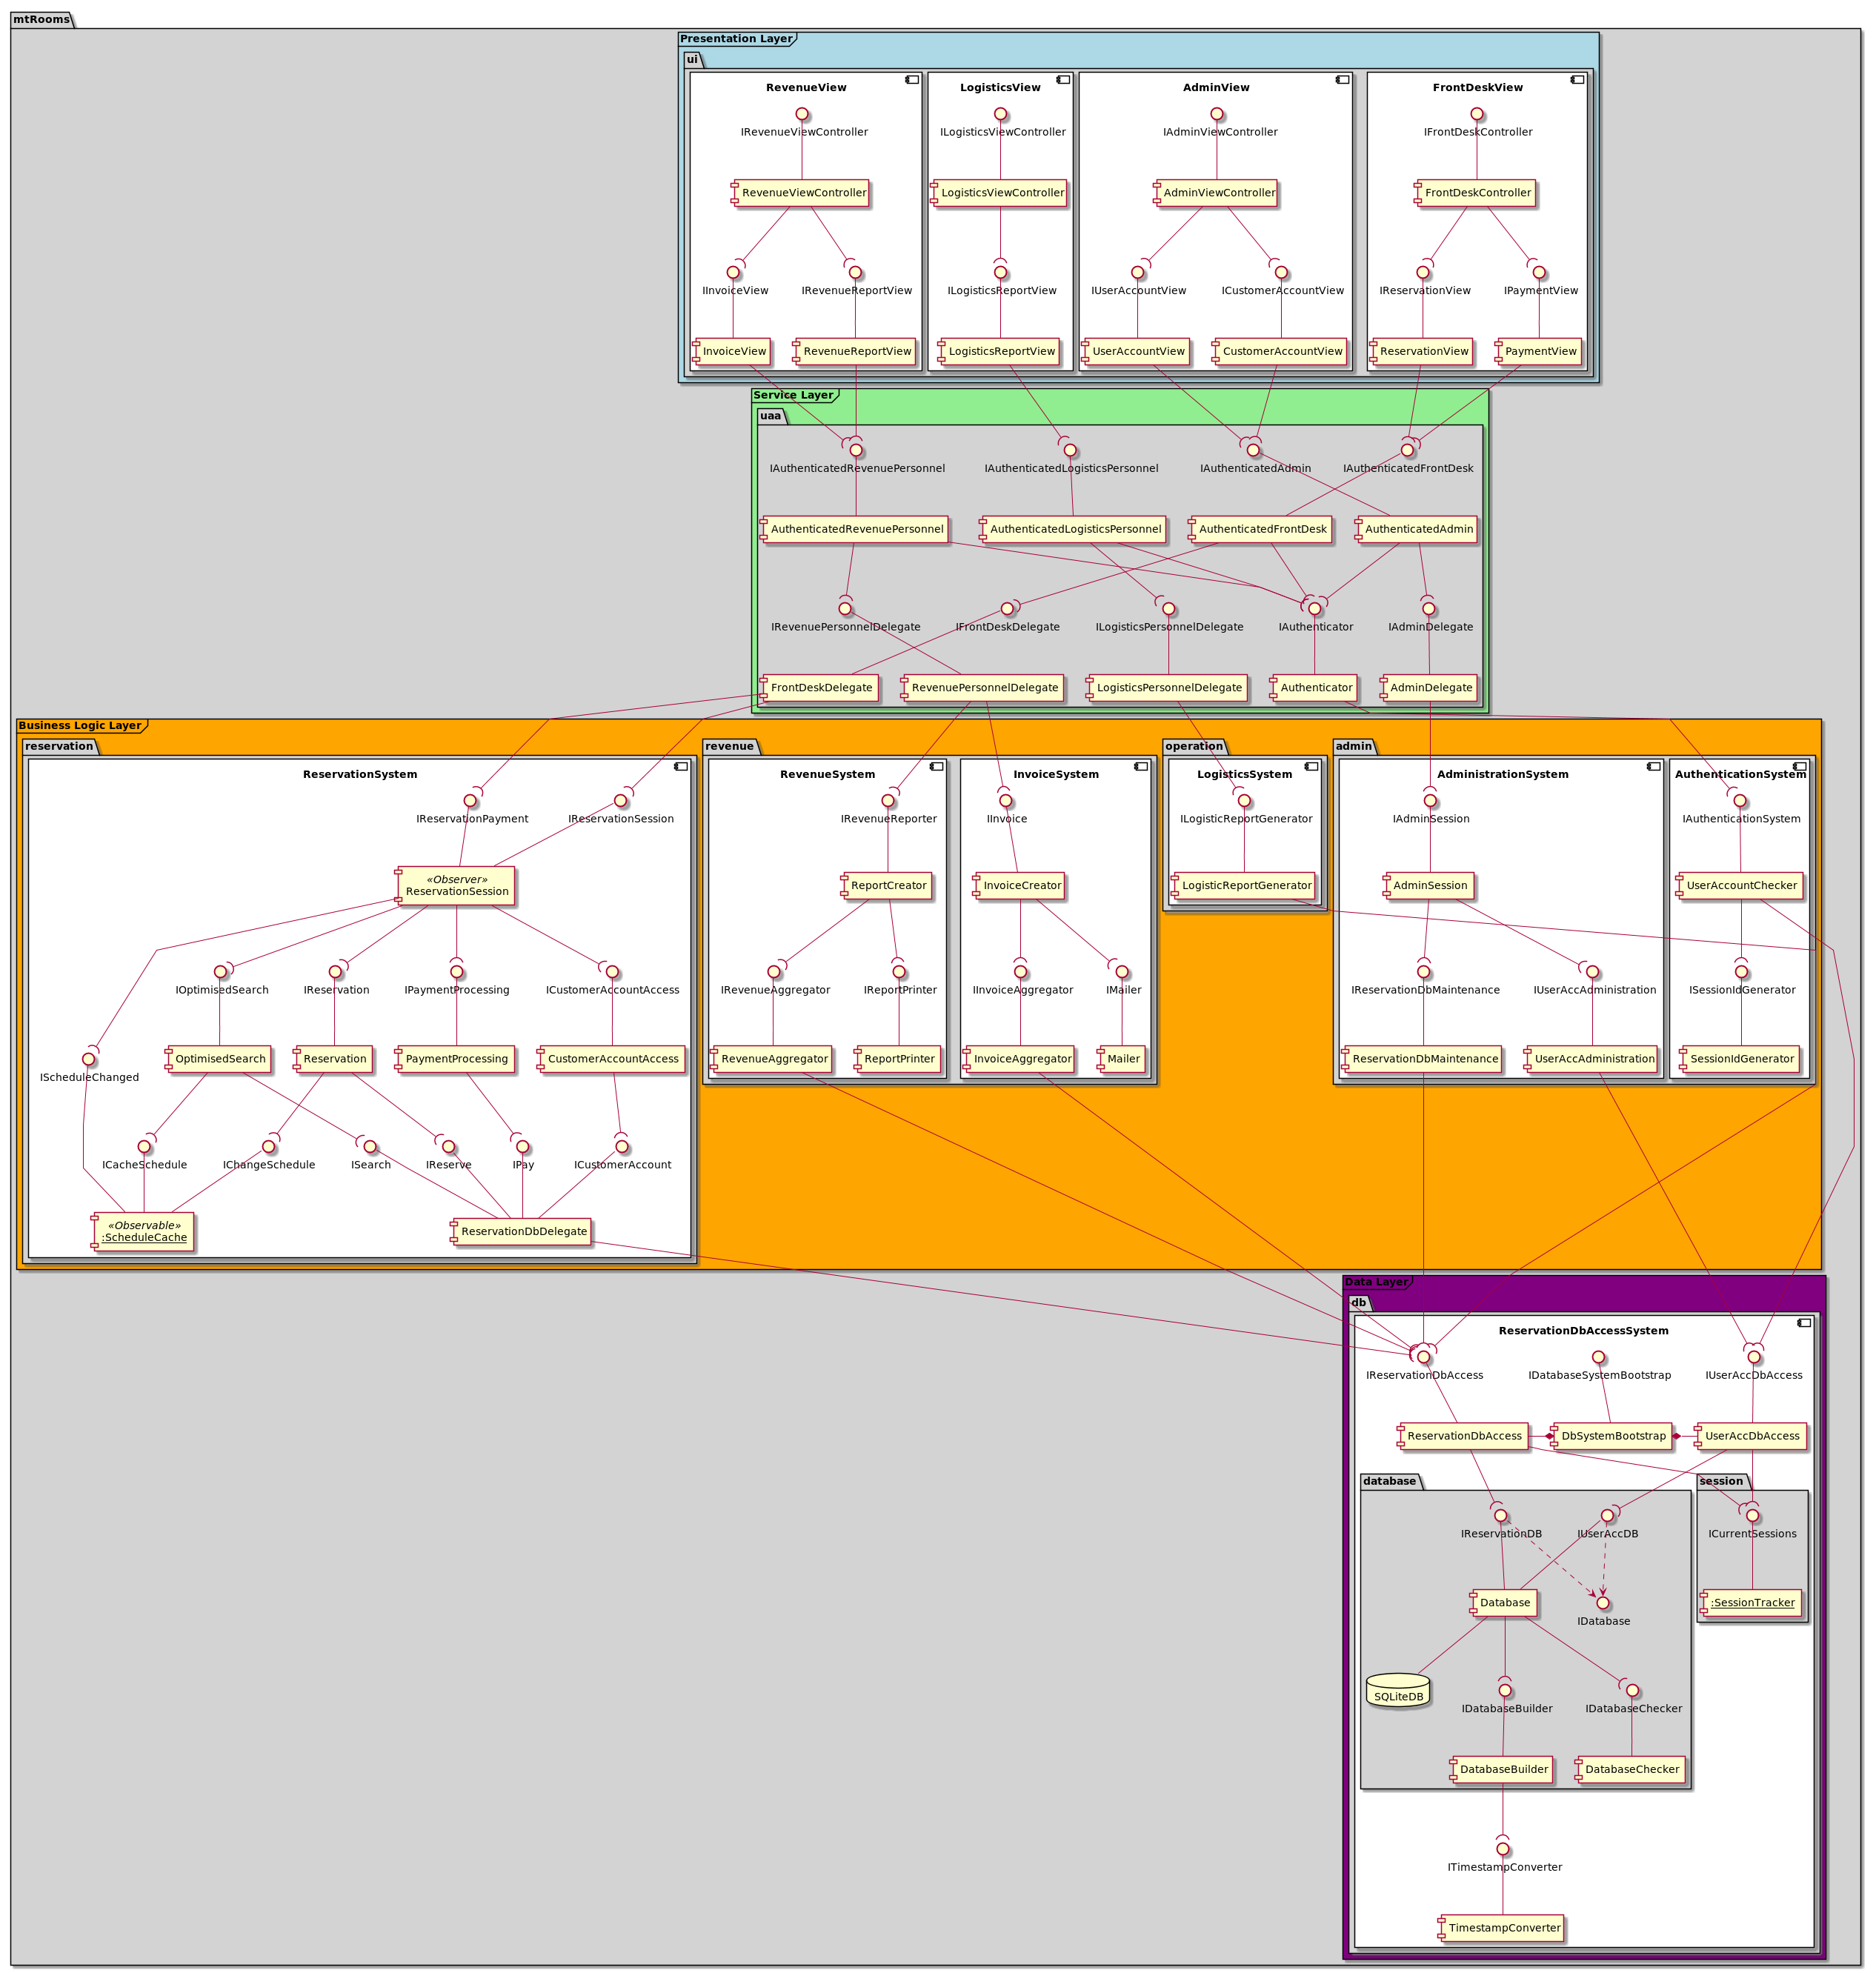 mtRooms
Presentation Layer
ui
RevenueView
LogisticsView
AdminView
FrontDeskView
IRevenueViewController
ILogisticsViewController
IAdminViewController
IFrontDeskController
RevenueViewController
LogisticsViewController
AdminViewController
FrontDeskController
IInvoiceView
IRevenueReportView
ILogisticsReportView
IUserAccountView
ICustomerAccountView
IReservationView
IPaymentView
InvoiceView
RevenueReportView
LogisticsReportView
UserAccountView
CustomerAccountView
ReservationView
PaymentView
Service Layer
uaa
IAuthenticatedRevenuePersonnel
IAuthenticatedLogisticsPersonnel
IAuthenticatedAdmin
IAuthenticatedFrontDesk
AuthenticatedRevenuePersonnel
AuthenticatedLogisticsPersonnel
AuthenticatedFrontDesk
AuthenticatedAdmin
IRevenuePersonnelDelegate
IFrontDeskDelegate
ILogisticsPersonnelDelegate
IAuthenticator
IAdminDelegate
FrontDeskDelegate
RevenuePersonnelDelegate
LogisticsPersonnelDelegate
Authenticator
AdminDelegate
Business Logic Layer
reservation
revenue
operation
admin
ReservationSystem
RevenueSystem
InvoiceSystem
LogisticsSystem
AdministrationSystem
AuthenticationSystem
IReservationPayment
IReservationSession
IRevenueReporter
IInvoice
ILogisticReportGenerator
IAdminSession
IAuthenticationSystem
«Observer»
ReservationSession
ReportCreator
InvoiceCreator
LogisticReportGenerator
AdminSession
UserAccountChecker
IOptimisedSearch
IReservation
IPaymentProcessing
ICustomerAccountAccess
IRevenueAggregator
IReportPrinter
IInvoiceAggregator
IMailer
IReservationDbMaintenance
IUserAccAdministration
ISessionIdGenerator
IScheduleChanged
OptimisedSearch
Reservation
PaymentProcessing
CustomerAccountAccess
RevenueAggregator
ReportPrinter
InvoiceAggregator
Mailer
ReservationDbMaintenance
UserAccAdministration
SessionIdGenerator
ICacheSchedule
IChangeSchedule
ISearch
IReserve
IPay
ICustomerAccount
«Observable»
:ScheduleCache
ReservationDbDelegate
Data Layer
db
ReservationDbAccessSystem
IReservationDbAccess
IDatabaseSystemBootstrap
IUserAccDbAccess
ReservationDbAccess
DbSystemBootstrap
UserAccDbAccess
database
session
IReservationDB
IUserAccDB
ICurrentSessions
Database
IDatabase
:SessionTracker
SQLiteDB
IDatabaseBuilder
IDatabaseChecker
DatabaseBuilder
DatabaseChecker
ITimestampConverter
TimestampConverter